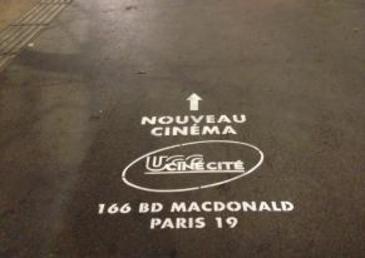 NOUVEAU
CINÉMA
UGC CINÉ CITÉ
166 BD MACDONALD
PARIS 19